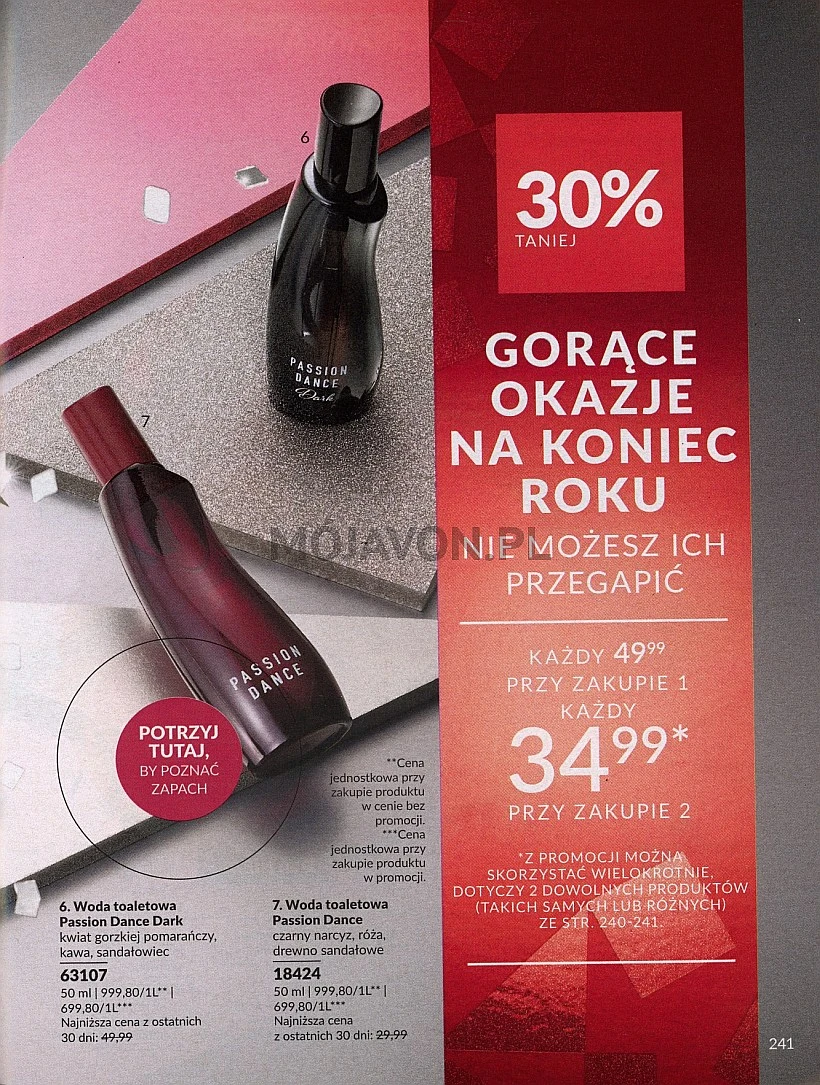 6
PASSION
DANCE
Dark
7
PASSION
DANCE
POTRZYJ
TUTAJ,
BY POZNAĆ
ZAPACH
**Cena
jednostkowa przy
zakupie produktu
w cenie bez
promocji.
***Cena
jednostkowa przy
zakupie produktu
w promocji.
6. Woda toaletowa
Passion Dance Dark
kwiat gorzkiej pomarańczy,
kawa, sandałowiec
63107
50 ml | 999,80/1L** |
699,80/1L***
Najniższa cena z ostatnich
30 dni: 49,99
7. Woda toaletowa
Passion Dance
czarny narcyz, róża,
drewno sandałowe
18424
50 ml | 999,80/1L** |
699,80/1L***
Najniższa cena
z ostatnich 30 dni: 29,99
30%
TANIEJ
GORĄCE
OKAZJE
NA KONIEC
ROKU
NIE MOŻESZ ICH
PRZEGAPIĆ
KAŻDY 4999
PRZY ZAKUPIE 1
KAŻDY
3499*
PRZY ZAKUPIE 2
*Z PROMOCJI MOŻNA
SKORZYSTAĆ WIELOKROTNIE,
DOTYCZY 2 DOWOLNYCH PRODUKTÓW
(TAKICH SAMYCH LUB RÓŻNYCH)
ZE STR. 240-241.
241
MÓJAVON.PL